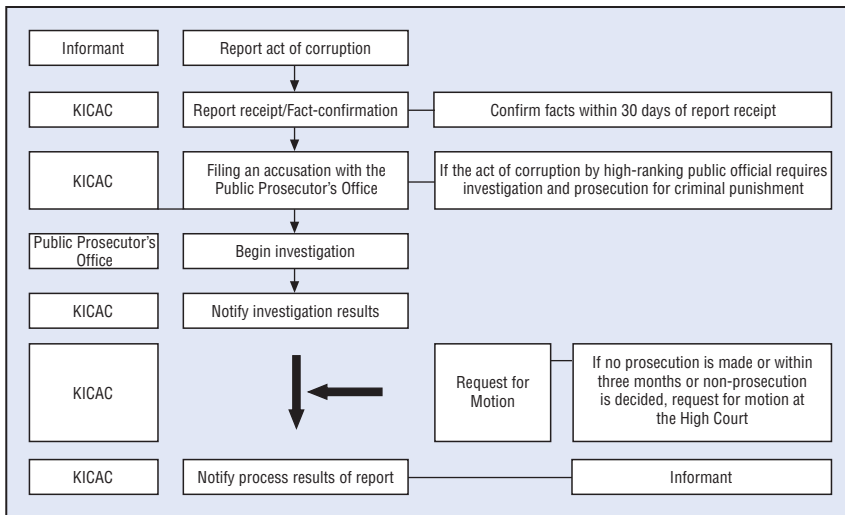 Informant
Report act of corruption
KICAC
Report receipt/Fact-confirmation
Confirm facts within 30 days of report receipt
KICAC
Filing an accusation with the
Public Prosecutor's Office
If the act of corruption by high-ranking public official requires
investigation and prosecution for criminal punishment
Public Prosecutor's
Office
Begin investigation
KICAC
Notify investigation results
KICAC
Request for
Motion
If no prosecution is made or within
three months or non-prosecution
is decided, request for motion at
the High Court
KICAC
Notify process results of report
Informant